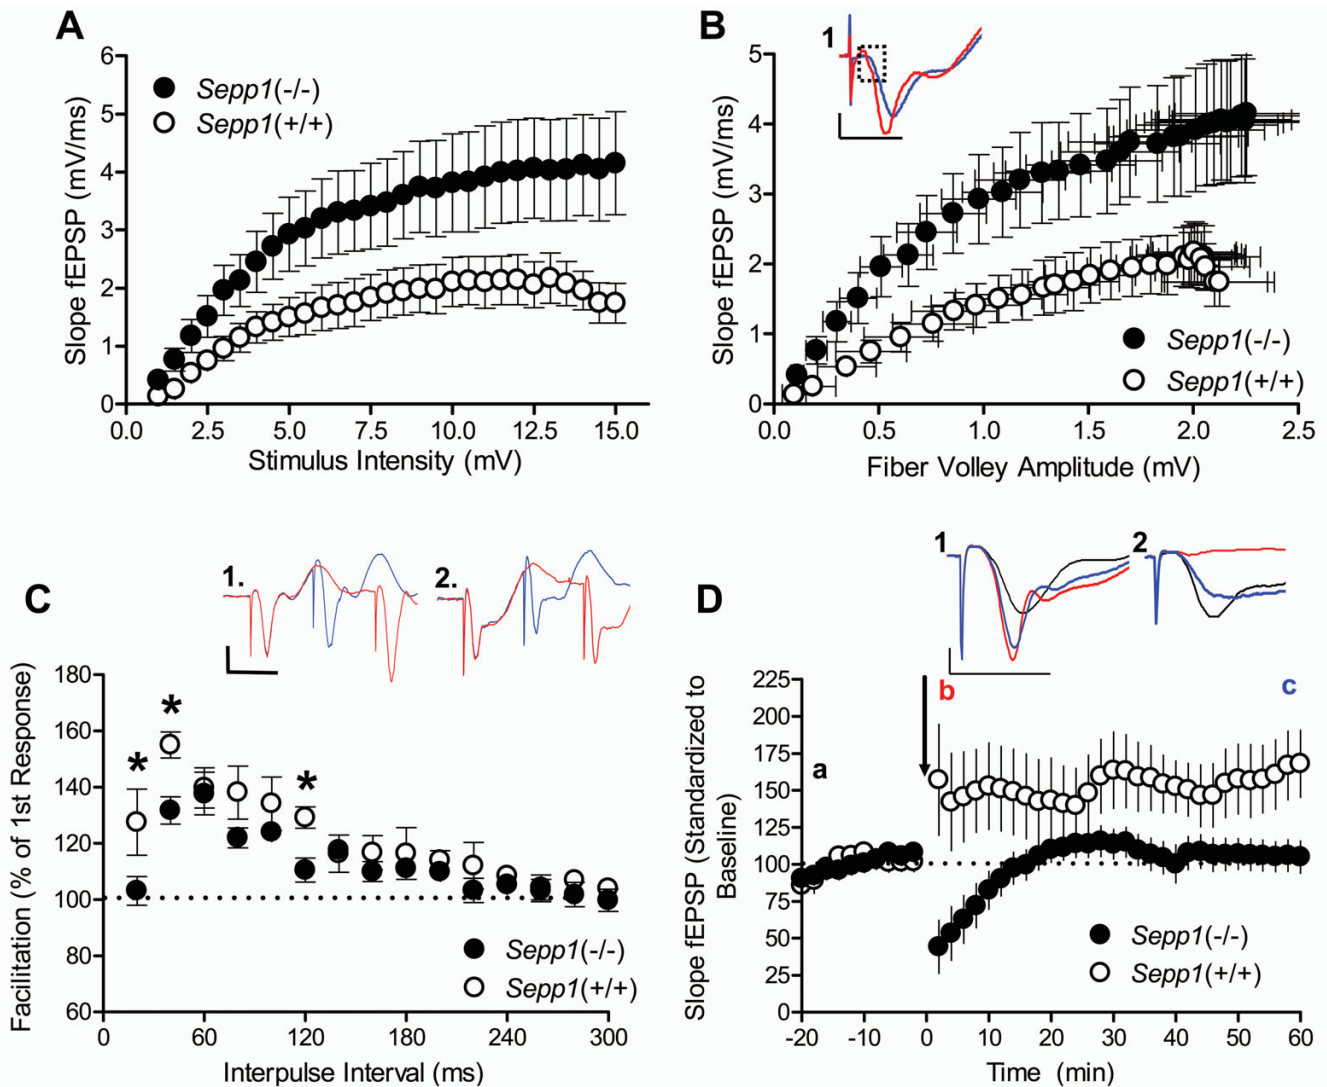 A
6
5
4
3
2
1
0
Slope fEPSP (mV/ms)
Sepp1(-/-)
Sepp1(+/+)
0.0 2.5 5.0 7.5 10.0 12.5 15.0
Stimulus Intensity (mV)
B
1
5
4
3
2
1
0
Slope fEPSP (mV/ms)
Sepp1(-/-)
Sepp1(+/+)
0.0 0.5 1.0 1.5 2.0 2.5
Fiber Volley Amplitude (mV)
C
1.
2.
180
160
140
120
100
80
60
Facilitation (% of 1st Response)
* * *
Sepp1(-/-)
Sepp1(+/+)
0 60 120 180 240 300
Interpulse Interval (ms)
D
1
2
225
200
175
150
125
100
75
50
25
0
Slope fEPSP (Standardized to
Baseline)
a
b
c
Sepp1(-/-)
Sepp1(+/+)
-20 -10 0 10 20 30 40 50 60
Time (min)